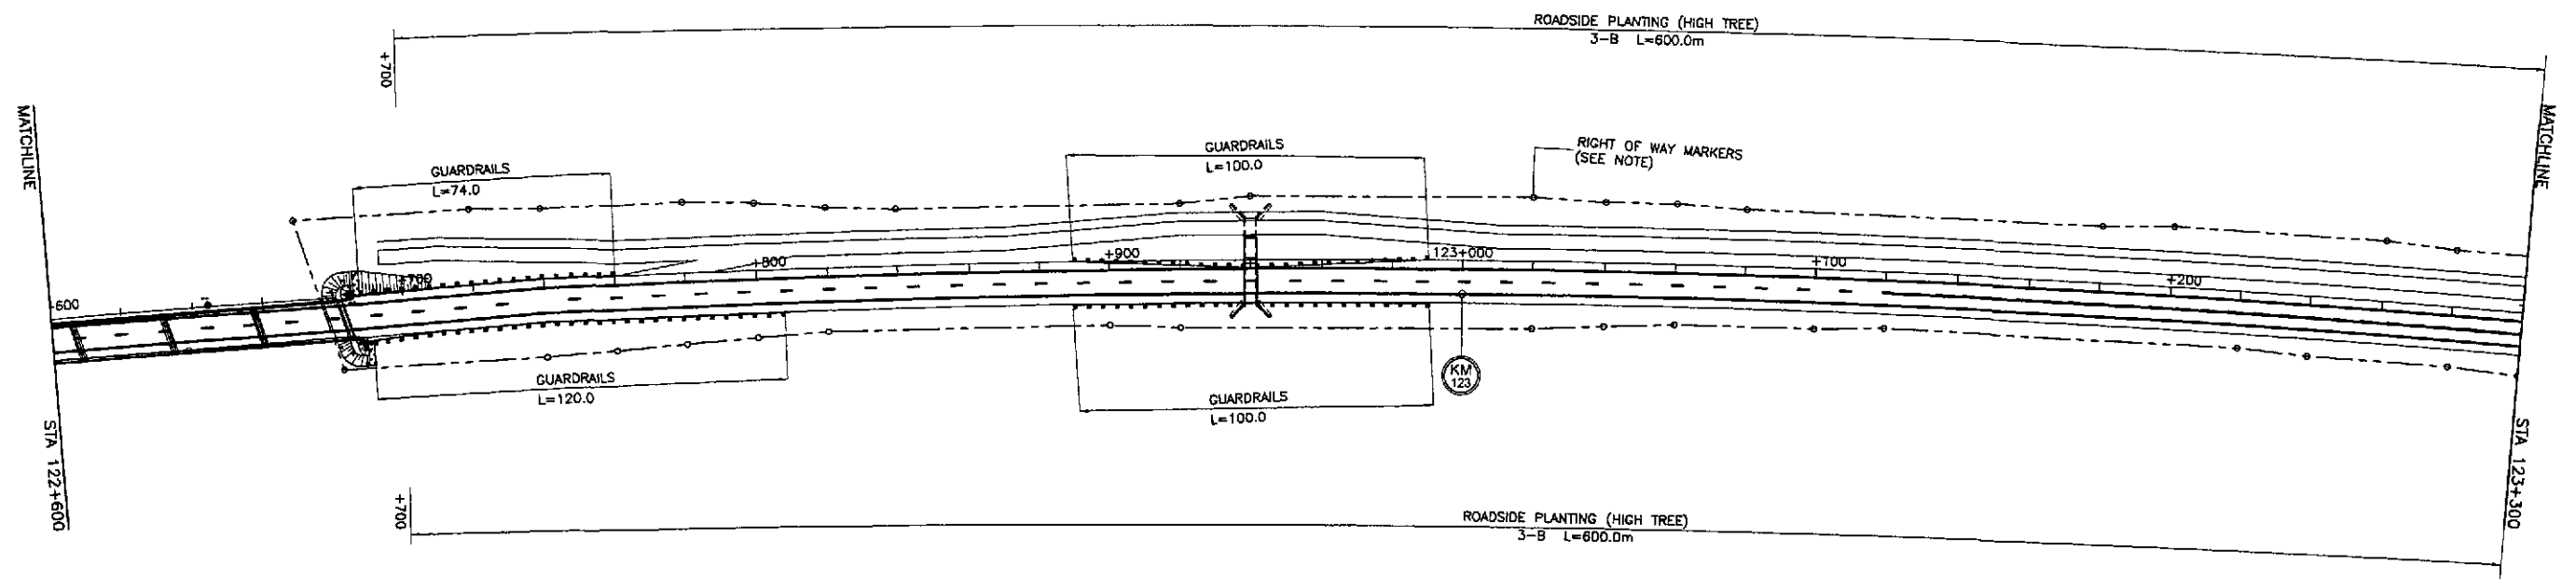 ROADSIDE PLANTING (HIGH TREE)
3-B L=600.0m
+700
MATCHLINE
MATCHLINE
GUARDRAILS
L=74.0
GUARDRAILS
L=100.0
RIGHT OF WAY MARKERS
(SEE NOTE)
+600
+700
+800
+900
123+000
+100
+200
KM
123
GUARDRAILS
L=120.0
GUARDRAILS
L=100.0
STA 122+600
STA 123+300
+700
ROADSIDE PLANTING (HIGH TREE)
3-B L=600.0m